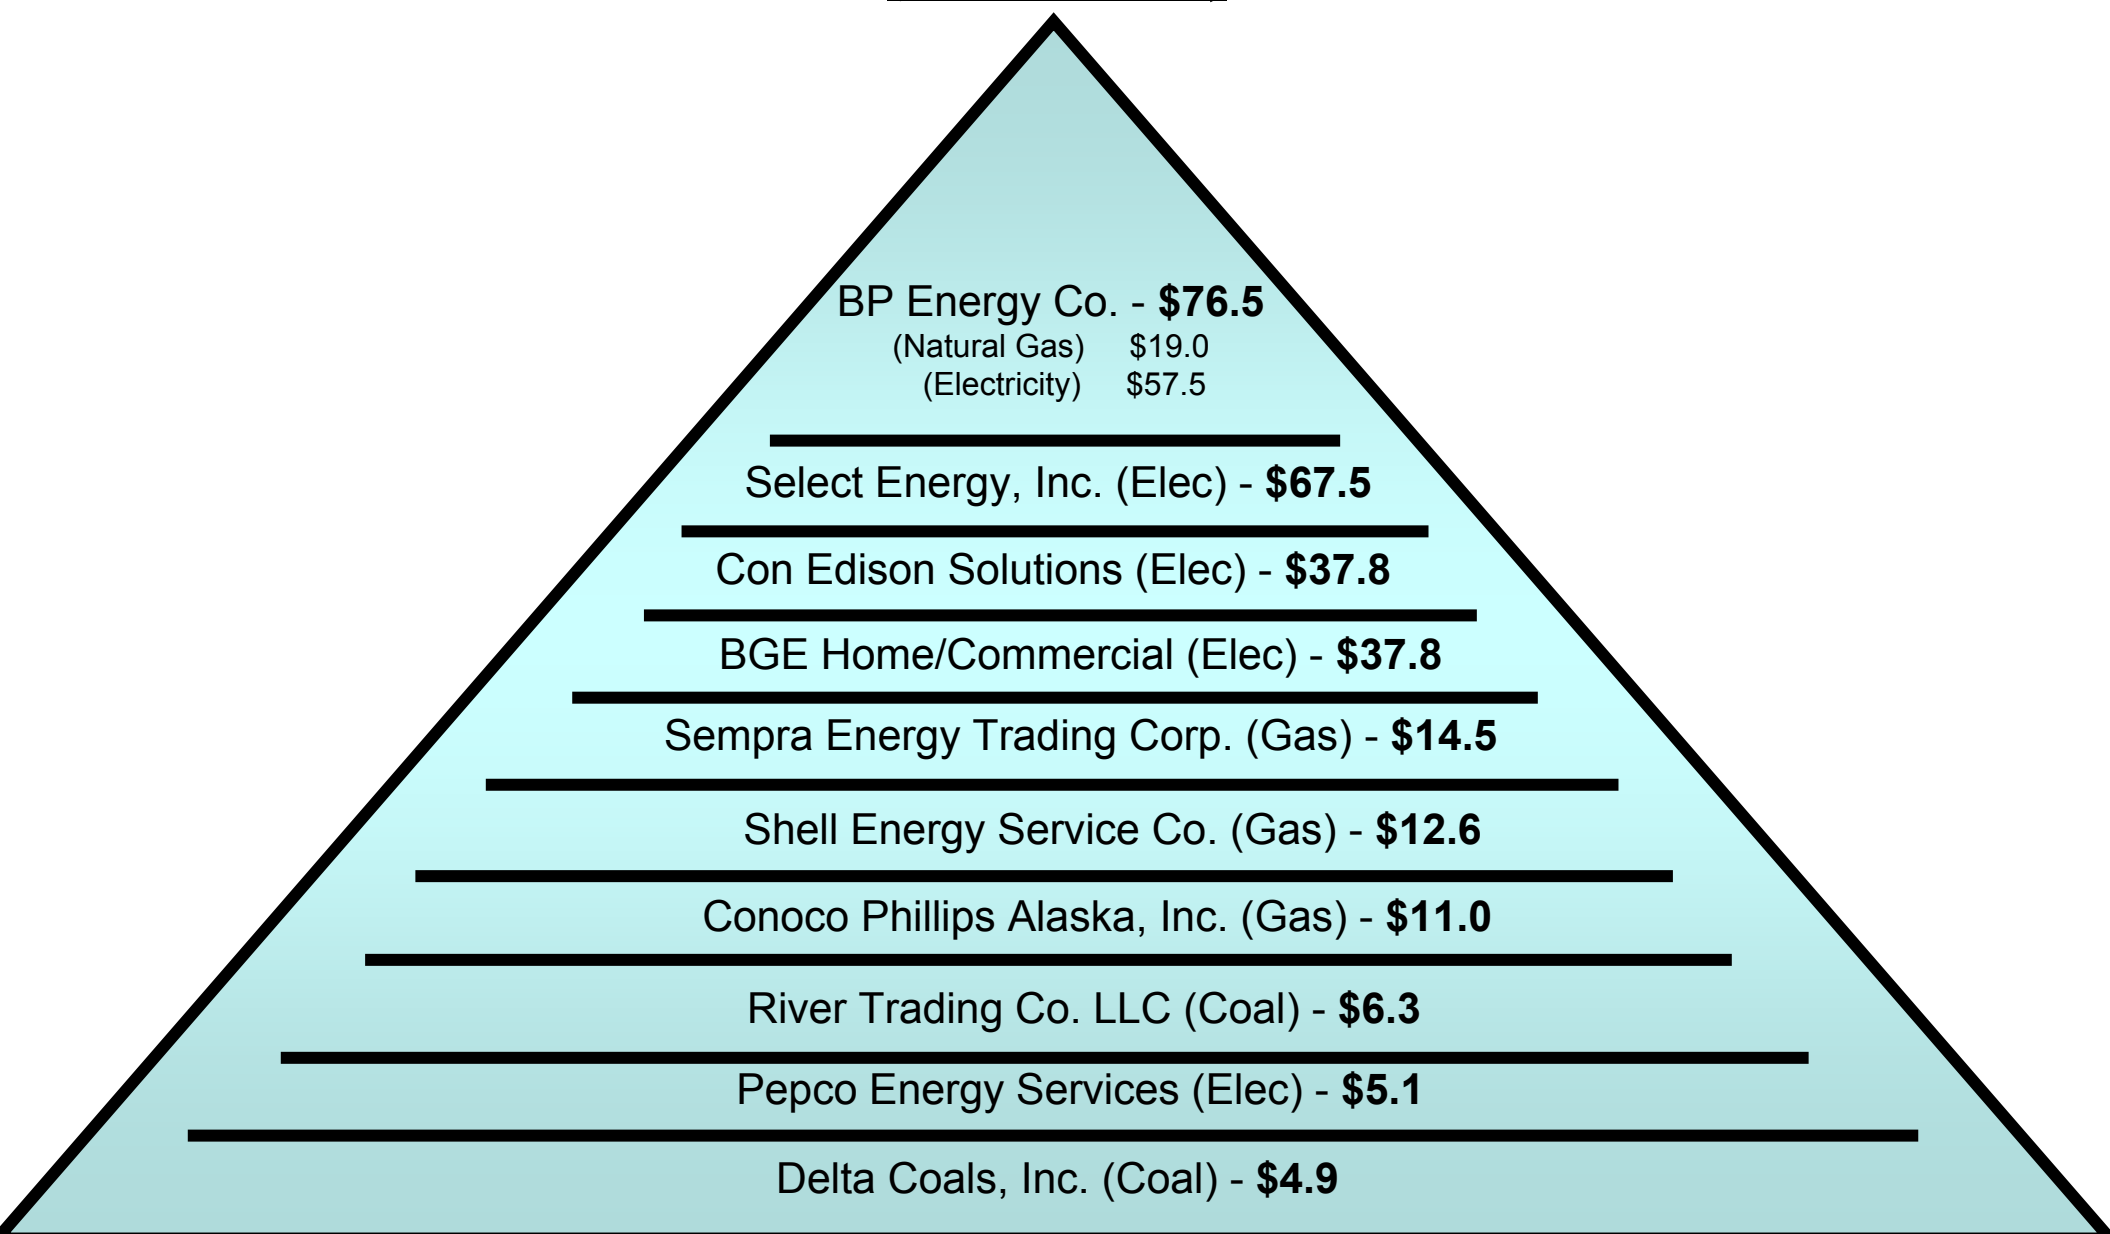 BP Energy Co. - $76.5
(Natural Gas) $19.0
(Electricity) $57.5
Select Energy, Inc. (Elec) - $67.5
Con Edison Solutions (Elec) - $37.8
BGE Home/Commercial (Elec) - $37.8
Sempra Energy Trading Corp. (Gas) - $14.5
Shell Energy Service Co. (Gas) - $12.6
Conoco Phillips Alaska, Inc. (Gas) - $11.0
River Trading Co. LLC (Coal) - $6.3
Pepco Energy Services (Elec) - $5.1
Delta Coals, Inc. (Coal) - $4.9